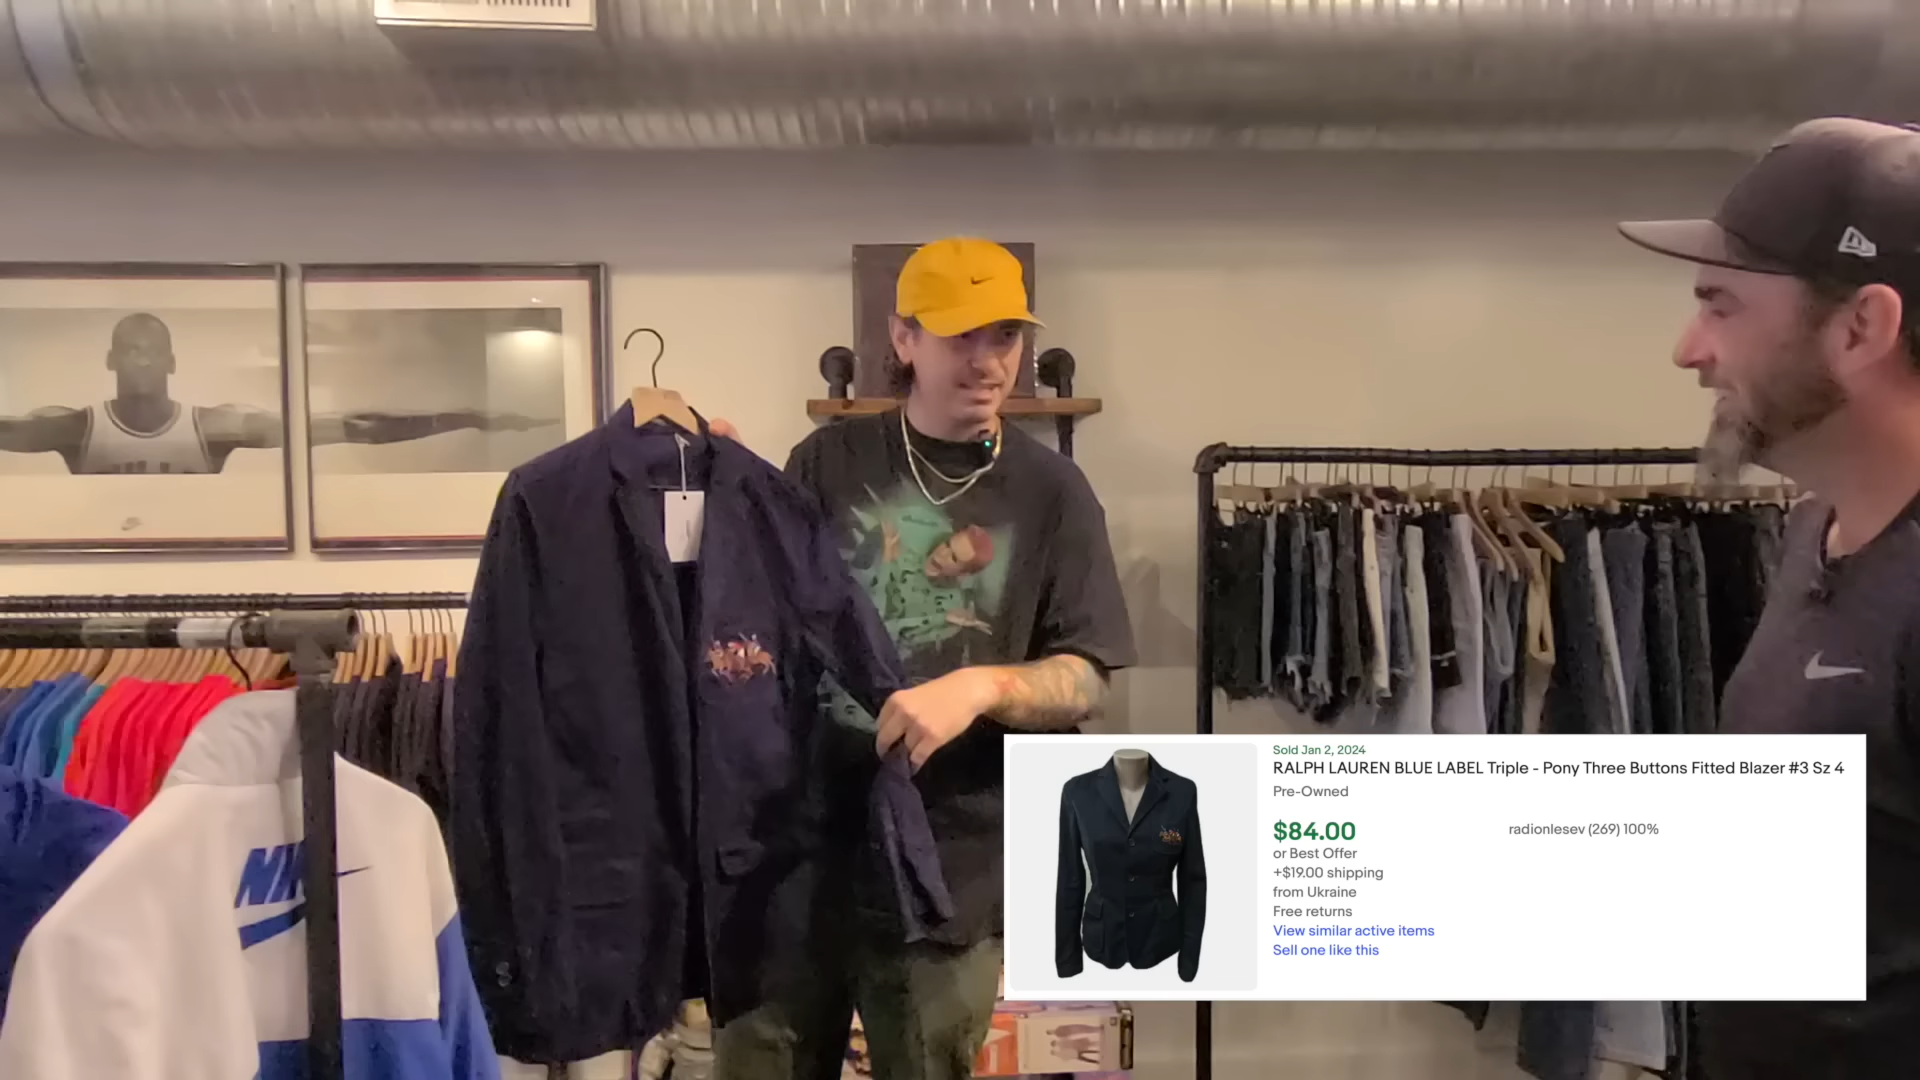 Sold Jan 2, 2024
RALPH LAUREN BLUE LABEL Triple - Pony Three Buttons Fitted Blazer #3 Sz 4
Pre-Owned
$84.00
radionlesev (269) 100%
or Best Offer
+$19.00 shipping
from Ukraine
Free returns
View similar active items
Sell one like this